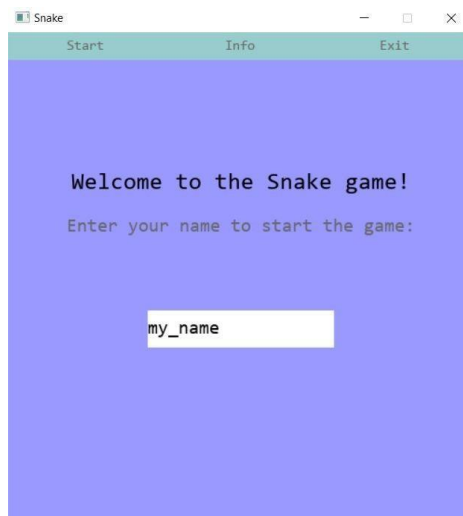 Snake
Start Info Exit
Welcome to the Snake game!
Enter your name to start the game:
my_name